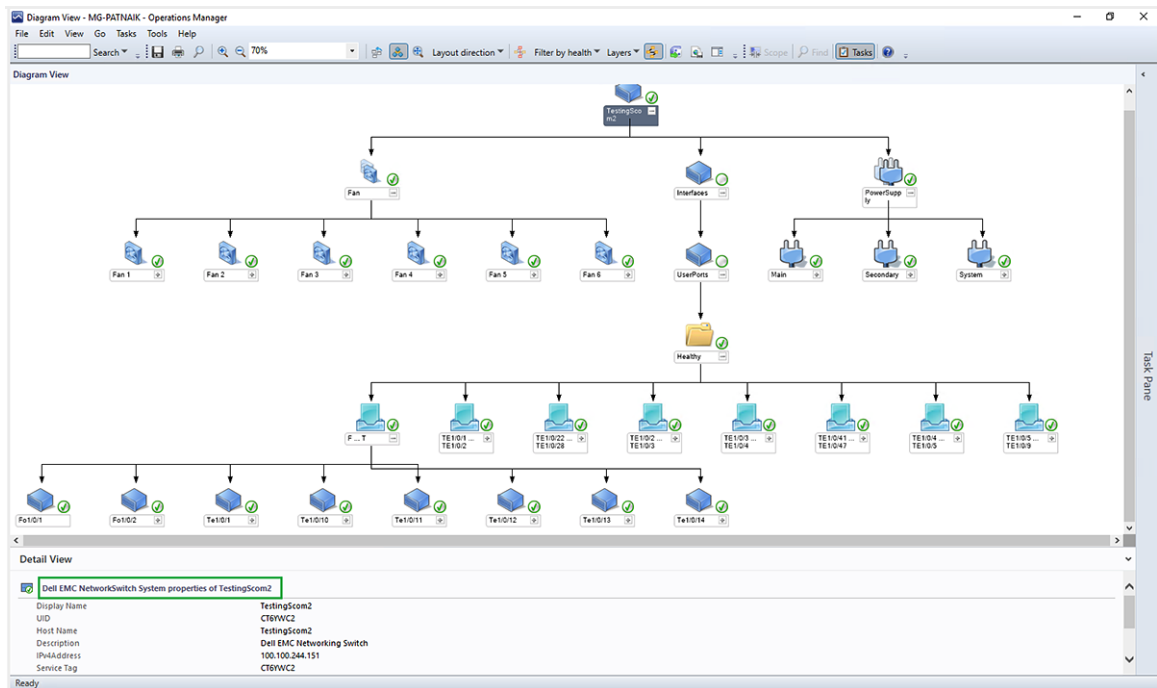 Diagram View - MG-PATNAIK - Operations Manager
File Edit View Go Tasks Tools Help
Search 70% Layout direction Filter by health Layers Scope Find Tasks
Diagram View
TestingSco
m2
Fan Interfaces PowerSupp
ly
Fan 1 Fan 2 Fan 3 Fan 4 Fan 5 Fan 6 UserPorts Main Secondary System
Healthy
F ... T TE1/0/1 ... TE1/0/22 ... TE1/0/2 ... TE1/0/3 ... TE1/0/41 ... TE1/0/4 ... TE1/0/5 ...
TE1/0/2 TE1/0/28 TE1/0/3 TE1/0/4 TE1/0/47 TE1/0/5 TE1/0/9
Fo1/0/1 Fo1/0/2 Te1/0/1 Te1/0/10 Te1/0/11 Te1/0/12 Te1/0/13 Te1/0/14
Task Pane
Detail View
Dell EMC NetworkSwitch System properties of TestingScom2
Display Name TestingScom2
UID CT6YWC2
Host Name TestingScom2
Description Dell EMC Networking Switch
IPv4Address 100.100.244.151
Service Tag CT6YWC2
Ready